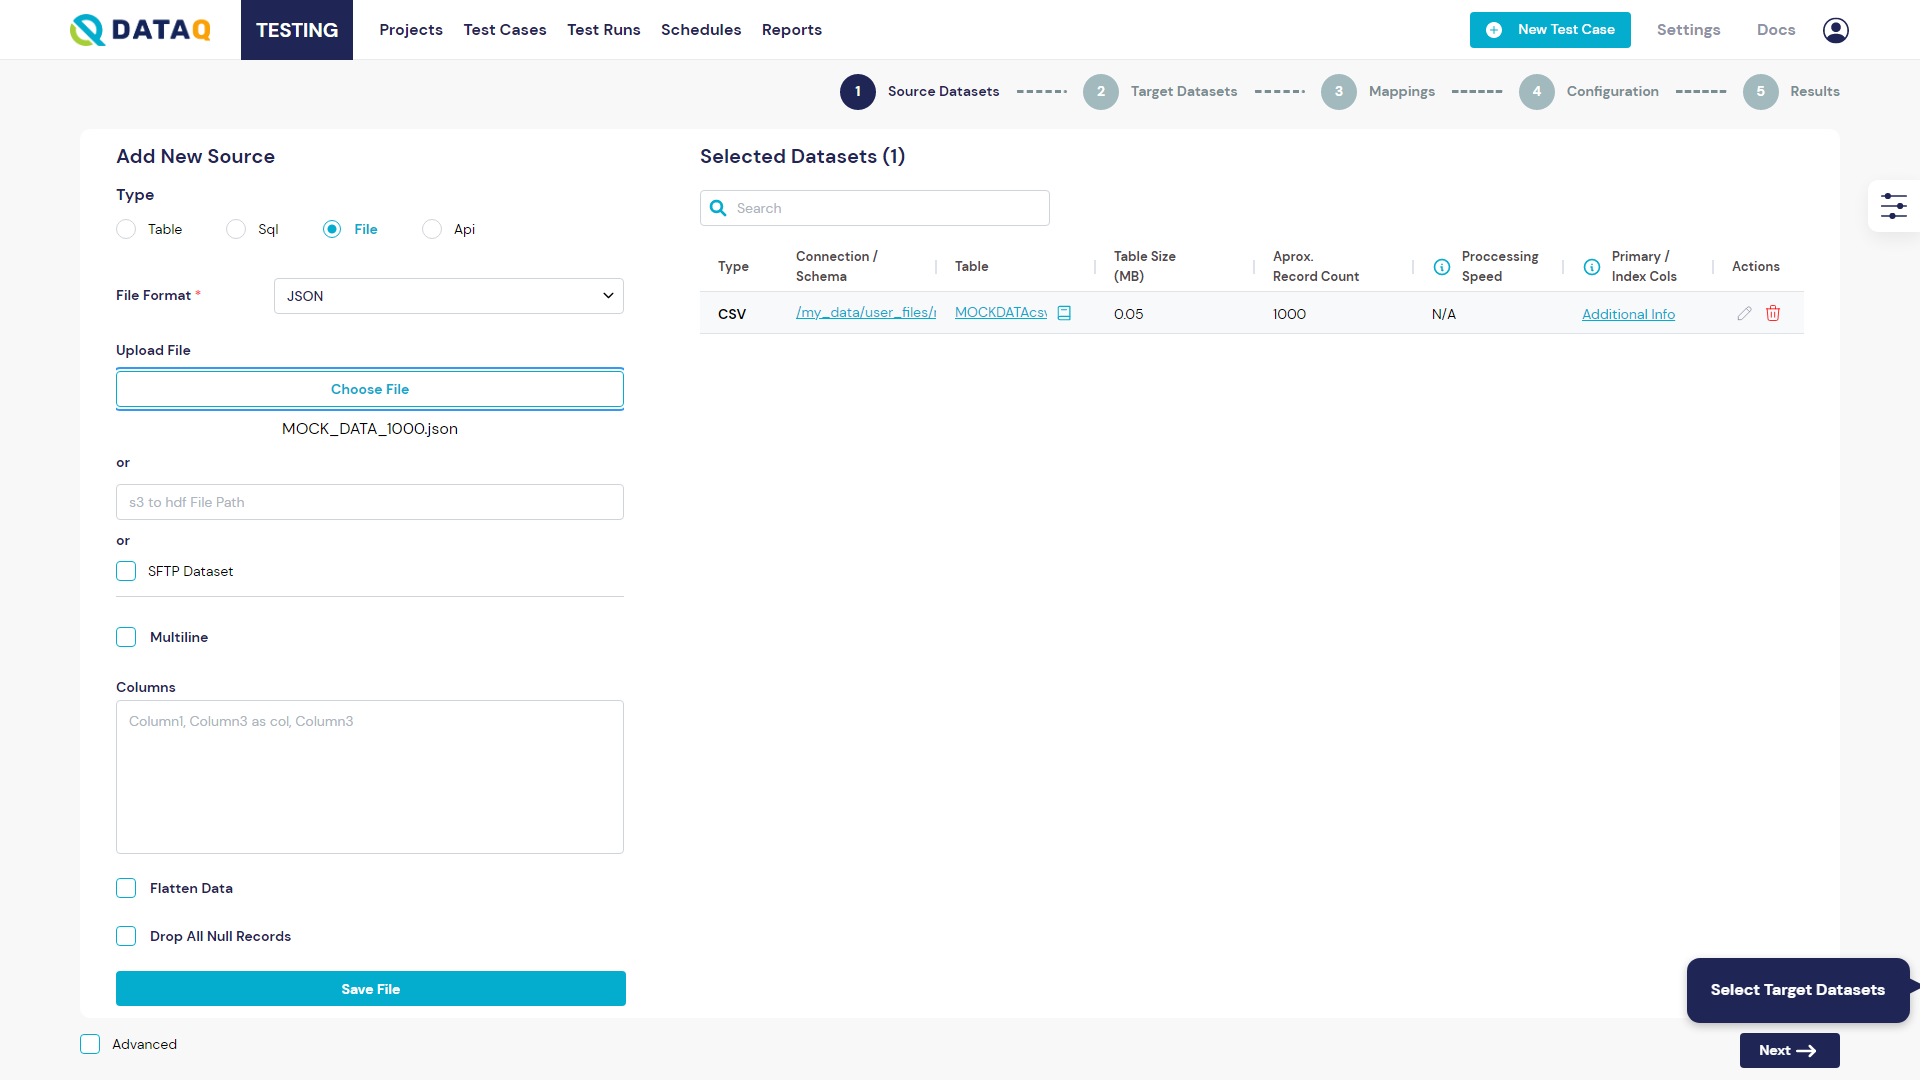 DATAQ
TESTING
Projects
Test Cases
Test Runs
Schedules
Reports
New Test Case
Settings
Docs
1 Source Datasets
2 Target Datasets
3 Mappings
4 Configuration
5 Results
Add New Source
Type
Table
Sql
File
Api
File Format *
JSON
Upload File
Choose File
MOCK_DATA_1000.json
or
s3 to hdf File Path
or
SFTP Dataset
Multiline
Columns
Column1, Column3 as col, Column3
Flatten Data
Drop All Null Records
Save File
Advanced
Selected Datasets (1)
Search
Type
Connection /
Schema
Table
Table Size
(MB)
Aprox.
Record Count
Proccessing
Speed
Primary /
Index Cols
Actions
CSV
/my_data/user_files/
MOCKDATAcsv
0.05
1000
N/A
Additional Info
Select Target Datasets
Next